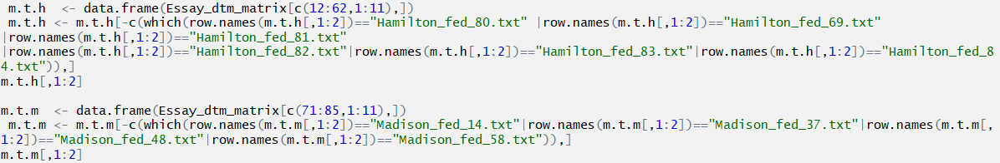 m.t.h  <- data.frame(Essay_dtm_matrix[c(12:62,1:11),])
m.t.h <- m.t.h[-c(which(row.names(m.t.h[,1:2])=="Hamilton_fed_80.txt" |row.names(m.t.h[,1:2])=="Hamilton_fed_69.txt"
|row.names(m.t.h[,1:2])=="Hamilton_fed_81.txt"
|row.names(m.t.h[,1:2])=="Hamilton_fed_82.txt"|row.names(m.t.h[,1:2])=="Hamilton_fed_83.txt"|row.names(m.t.h[,1:2])=="Hamilton_fed_8
4.txt")),]
m.t.h[,1:2]
m.t.m  <- data.frame(Essay_dtm_matrix[c(71:85,1:11),])
m.t.m <- m.t.m[-c(which(row.names(m.t.m[,1:2])=="Madison_fed_14.txt"|row.names(m.t.m[,1:2])=="Madison_fed_37.txt"|row.names(m.t.m[,
1:2])=="Madison_fed_48.txt"|row.names(m.t.m[,1:2])=="Madison_fed_58.txt")),]
m.t.m[,1:2]